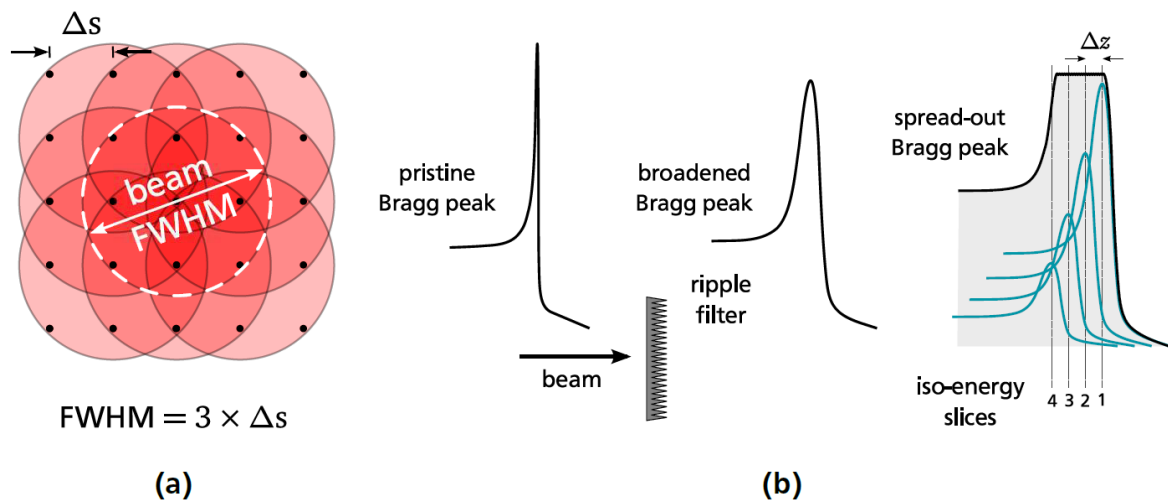 Δs
beam
FWHM
FWHM = 3 × Δs
(a)
pristine
Bragg peak
beam
broadened
Bragg peak
ripple
filter
Δz
spread-out
Bragg peak
iso-energy
slices
4 3 2 1
(b)